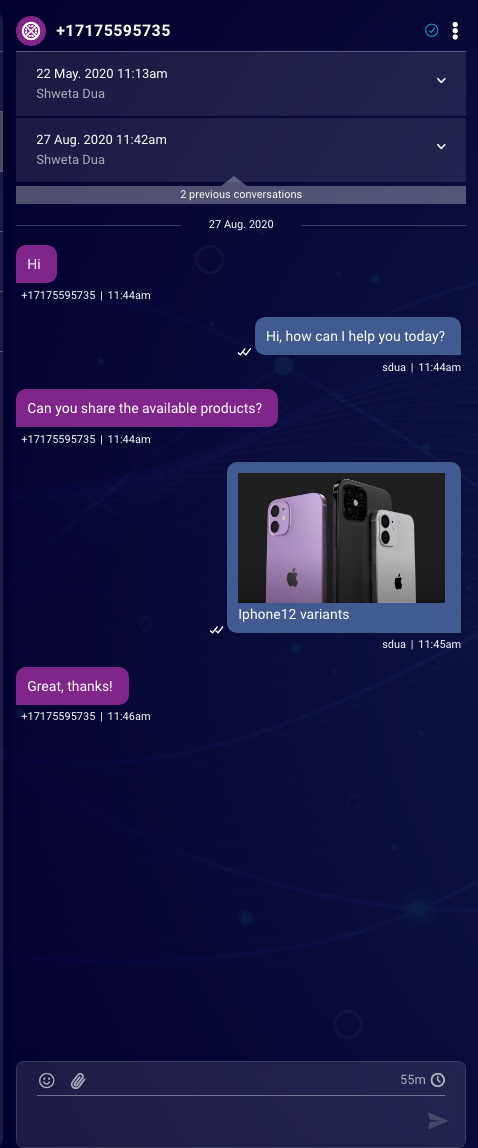 +17175595735
22 May. 2020 11:13am
Shweta Dua
27 Aug. 2020 11:42am
Shweta Dua
2 previous conversations
27 Aug. 2020
Hi
+17175595735 | 11:44am
Hi, how can I help you today?
sdua | 11:44am
Can you share the available products?
+17175595735 | 11:44am
Iphone12 variants
sdua | 11:45am
Great, thanks!
+17175595735 | 11:46am
55m